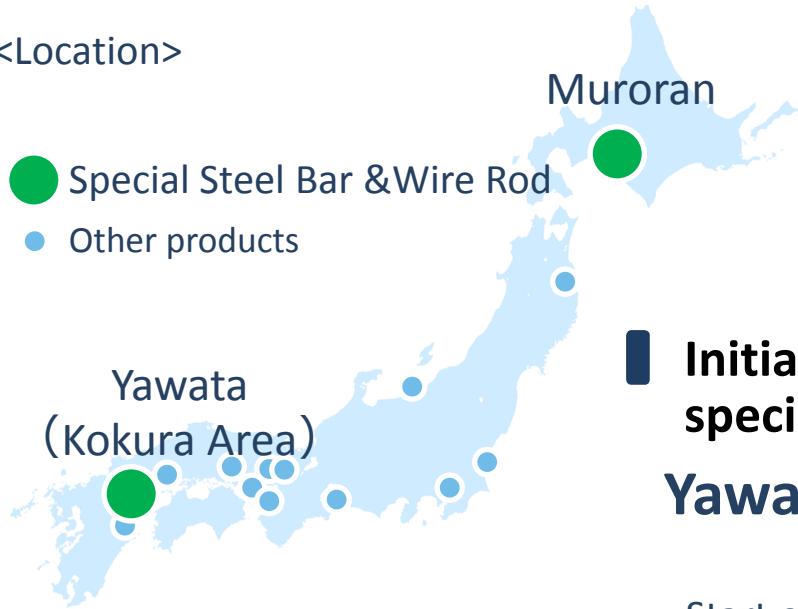 <Location>
Muroran
Special Steel Bar &Wire Rod
Other products
Yawata
（Kokura Area）
Initia
speci
Yawa